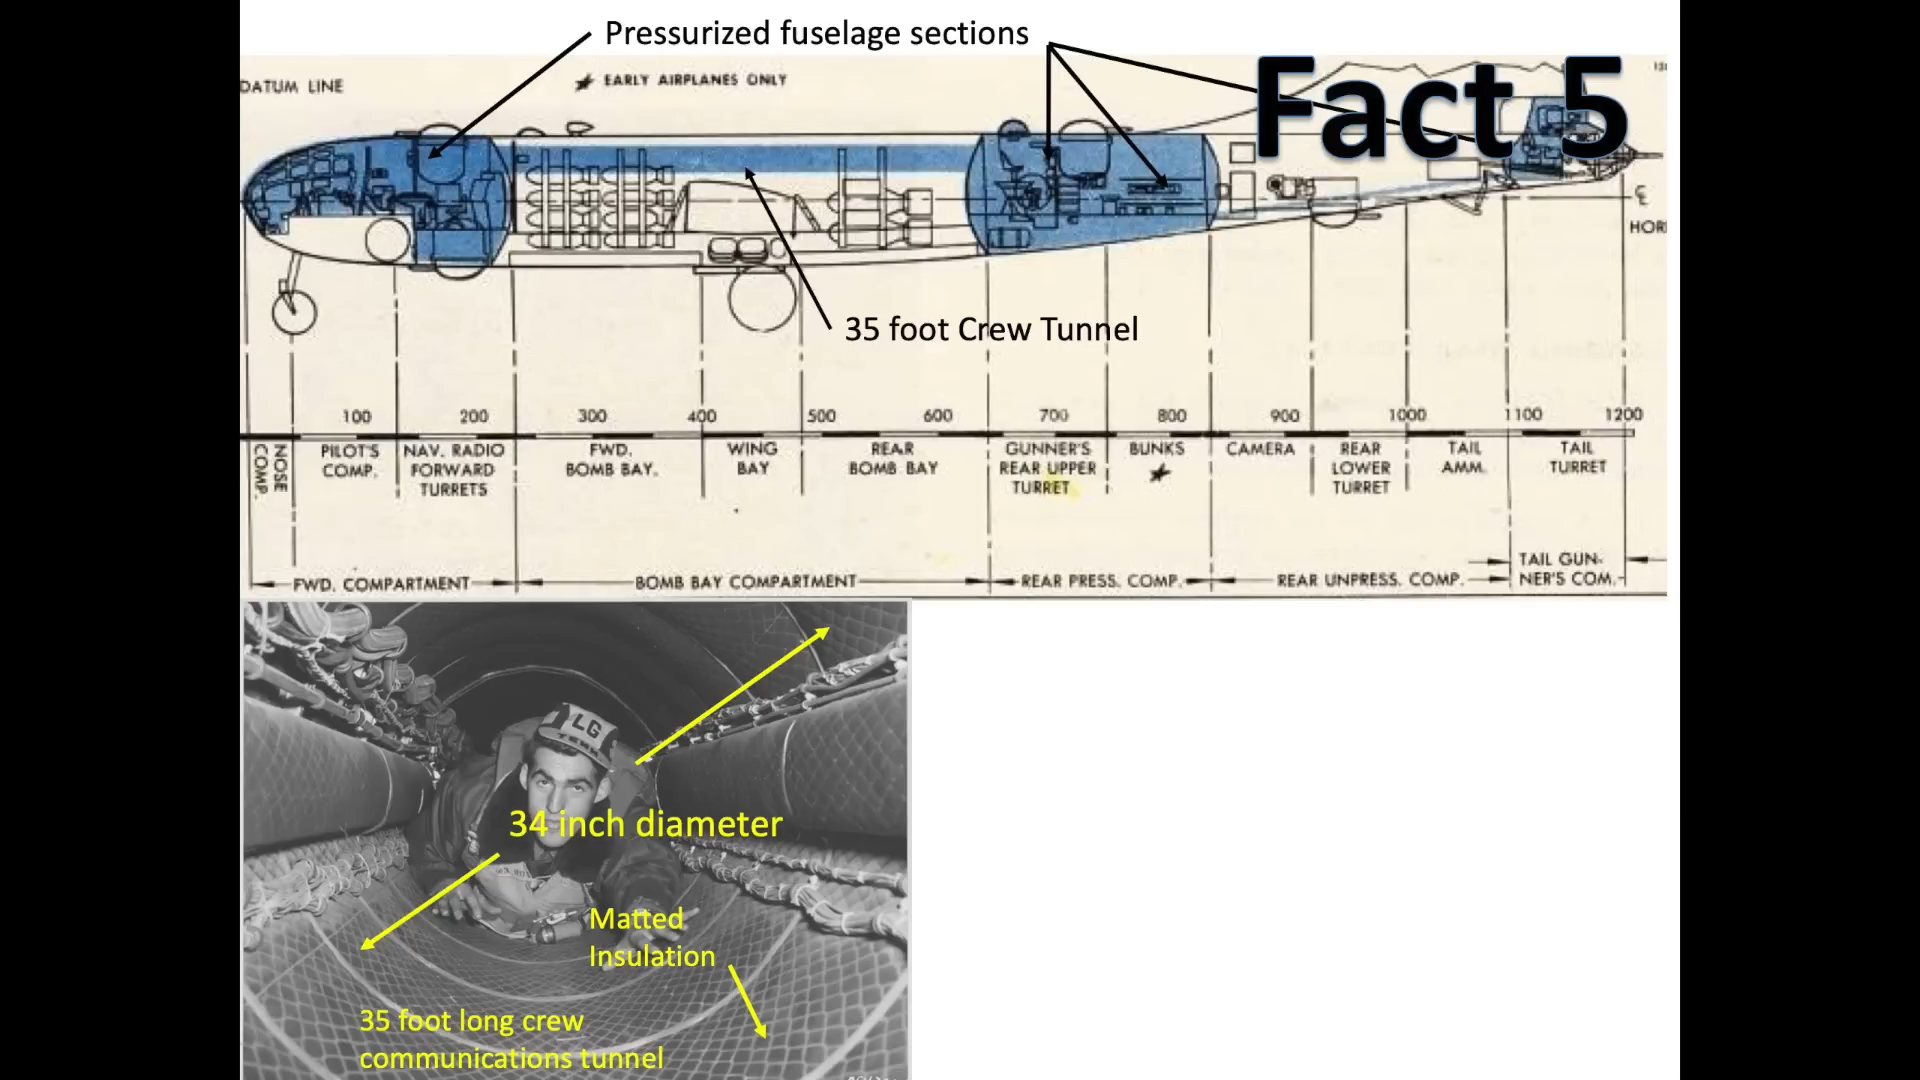 Pressurized fuselage sections
Fact 5
DATUM LINE
EARLY AIRPLANES ONLY
HOR
35 foot Crew Tunnel
100 200 300 400 500 600 700 800 900 1000 1100 1200
NOSE
COMP.
PILOT'S
COMP.
NAV. RADIO
FORWARD
TURRETS
FWD.
BOMB BAY.
WING
BAY
REAR
BOMB BAY
GUNNER'S
REAR UPPER
TURRET
BUNKS
CAMERA
REAR
LOWER
TURRET
TAIL
AMM.
TAIL
TURRET
FWD. COMPARTMENT
BOMB BAY COMPARTMENT
REAR PRESS. COMP.
REAR UNPRESS. COMP.
TAIL GUN-
NER'S COM.
LG
34 inch diameter
Matted
Insulation
35 foot long crew
communications tunnel